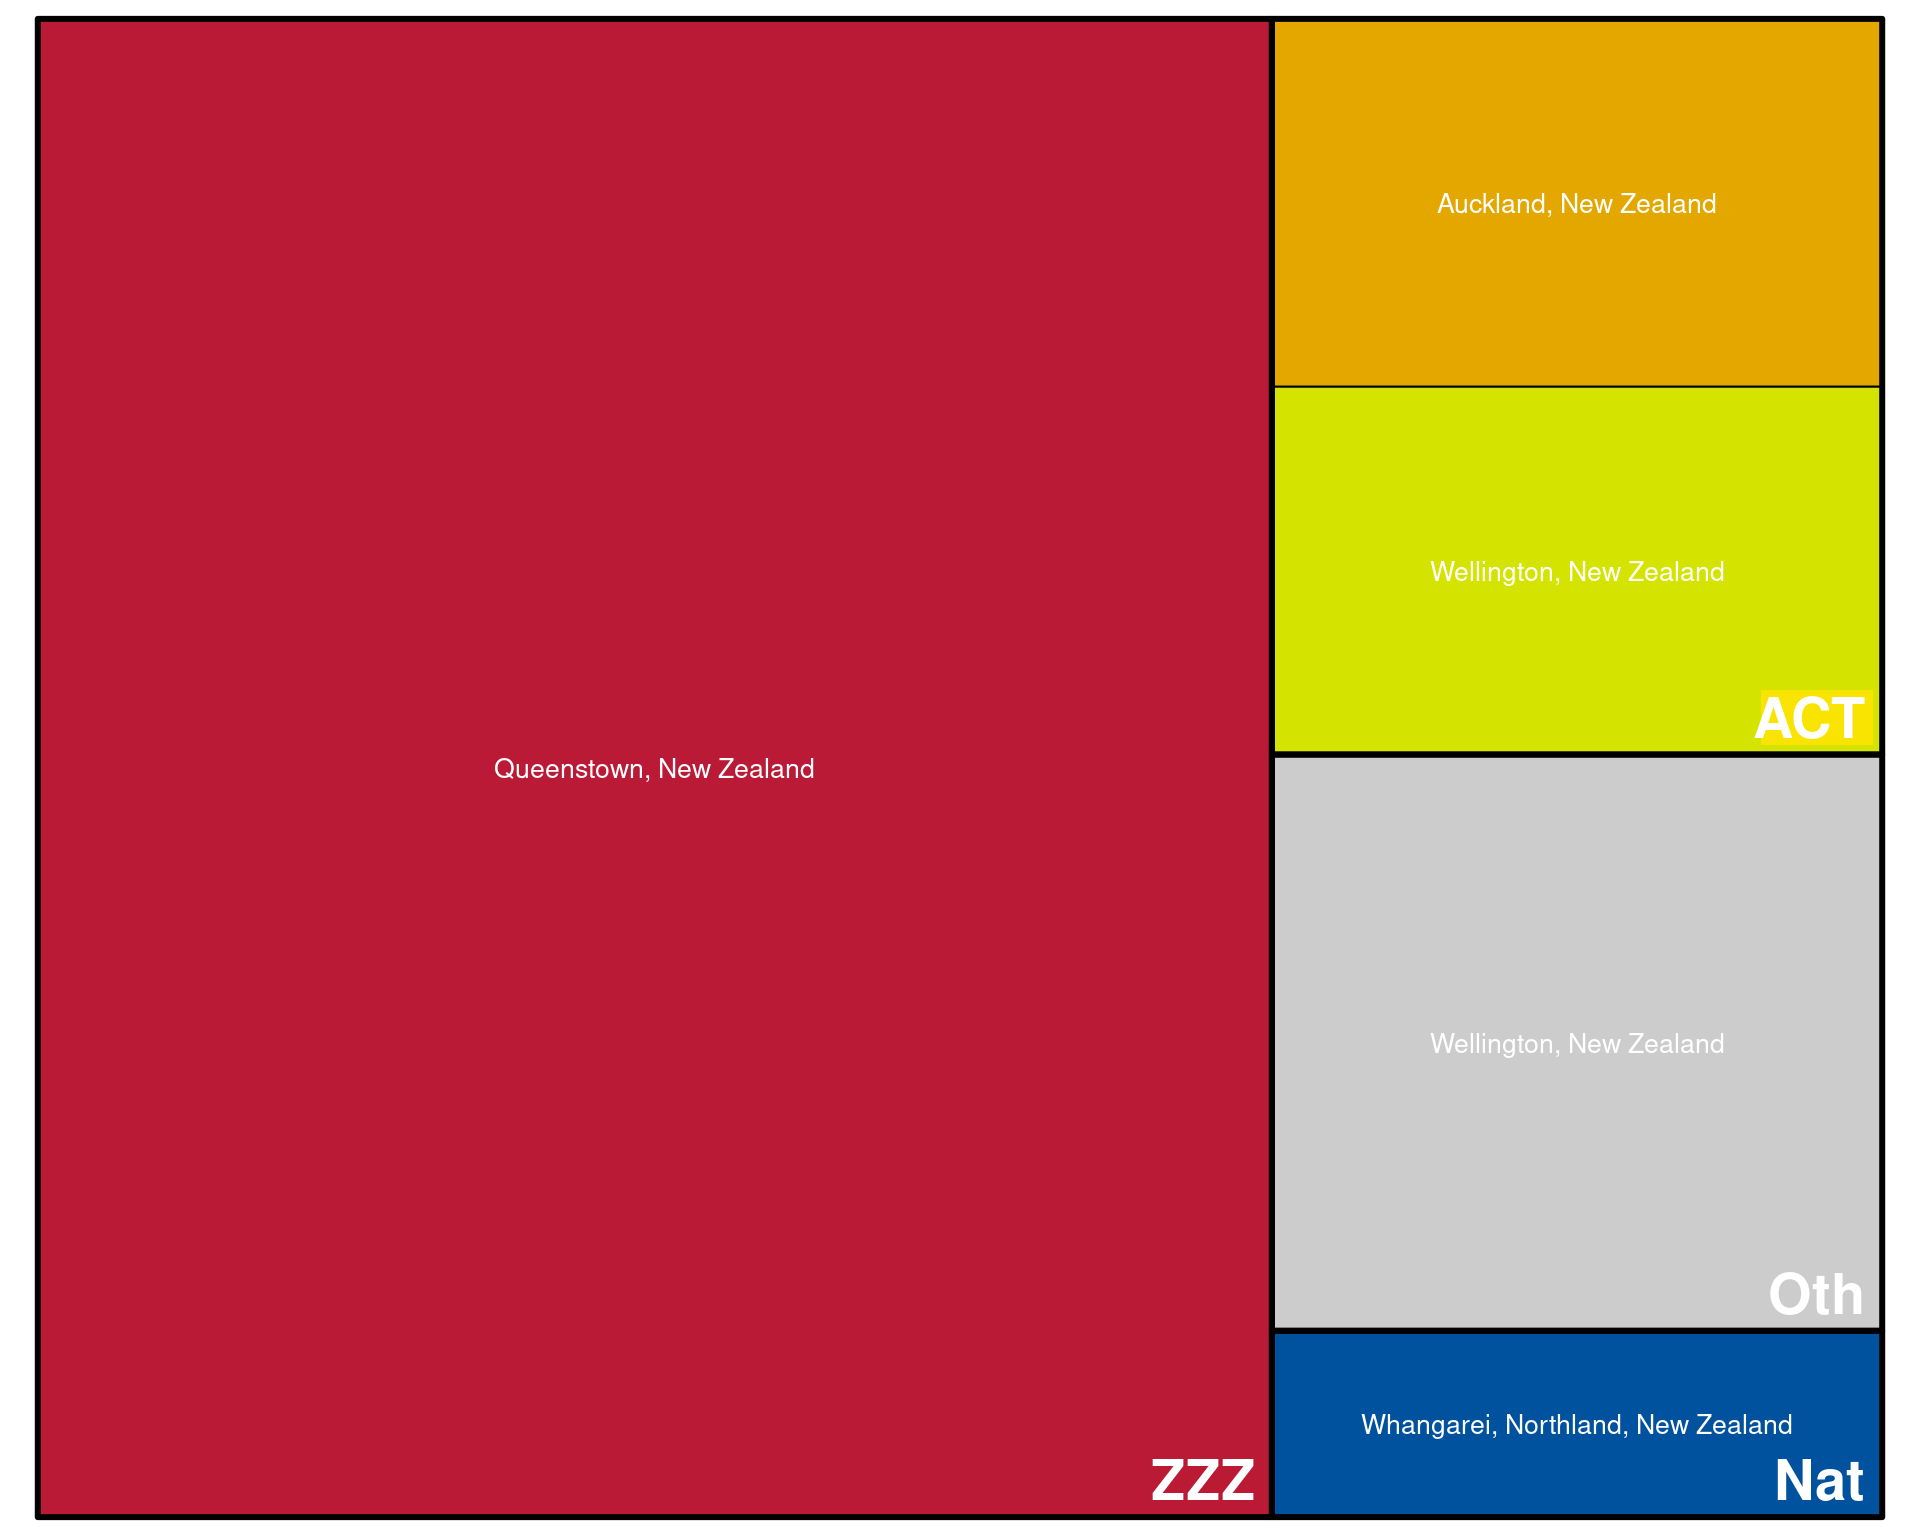 Queenstown, New Zealand
ZZZ
Auckland, New Zealand
Wellington, New Zealand
ACT
Wellington, New Zealand
Oth
Whangarei, Northland, New Zealand
Nat